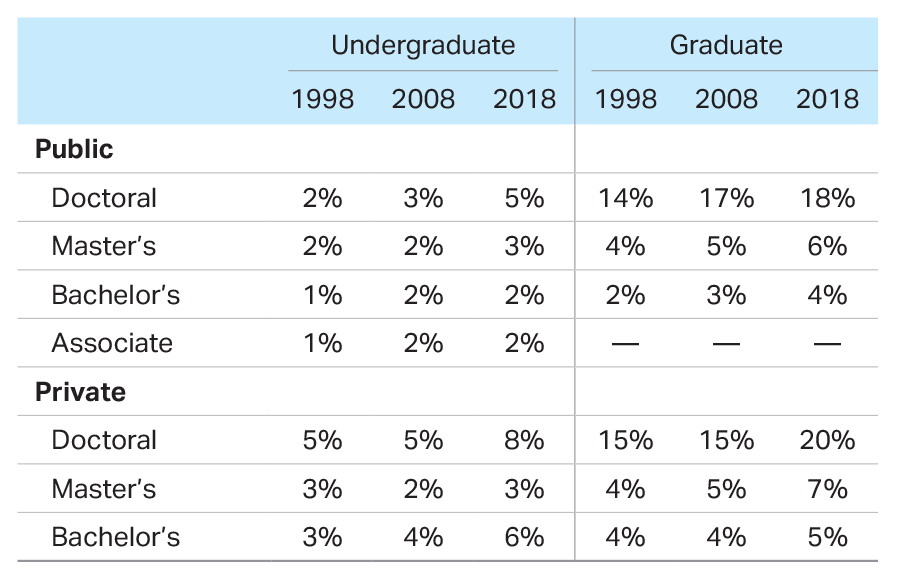 Undergraduate Graduate
1998 2008 2018 1998 2008 2018
Public
Doctoral 2% 3% 5% 14% 17% 18%
Master’s 2% 2% 3% 4% 5% 6%
Bachelor’s 1% 2% 2% 2% 3% 4%
Associate 1% 2% 2% — — —
Private
Doctoral 5% 5% 8% 15% 15% 20%
Master’s 3% 2% 3% 4% 5% 7%
Bachelor’s 3% 4% 6% 4% 4% 5%